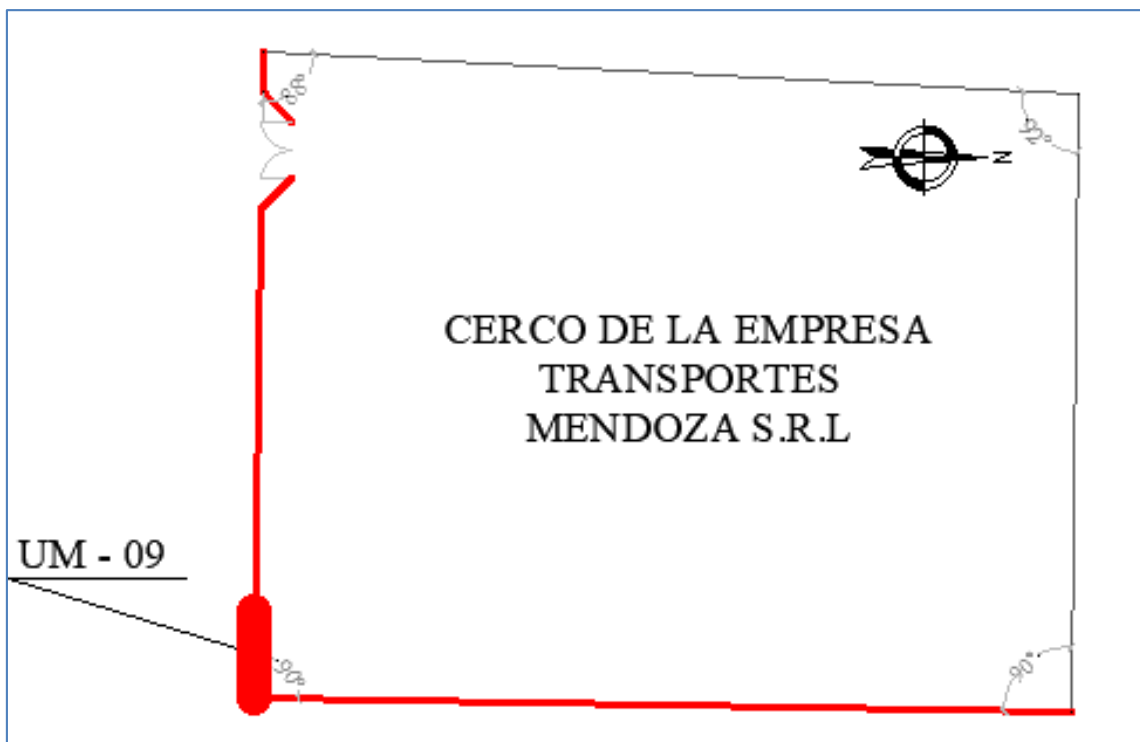 88°
92°
N
CERCO DE LA EMPRESA
TRANSPORTES
MENDOZA S.R.L
UM - 09
90°
90°